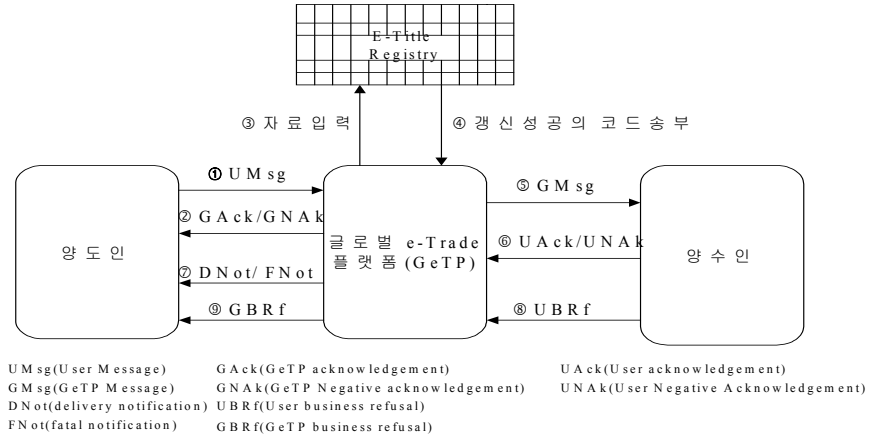 E-Title
Registry
③ 자료입력
④ 갱신성공의 코드송부
① UMsg
⑤ GMsg
② GAck/GNAk
양도인
글로벌 e-Trade
플랫폼(GeTP)
⑥ UAck/UNAk
양수인
⑦ DNot/ FNot
⑨ GBRf
⑧ UBRf
UMsg(User Message) GAck(GeTP acknowledgement) UAck(User acknowledgement)
GMsg(GeTP Message) GNAk(GeTP Negative acknowledgement) UNAk(User Negative Acknowledgement)
DNot(delivery notification) UBRf(User business refusal)
FNot(fatal notification) GBRf(GeTP business refusal)